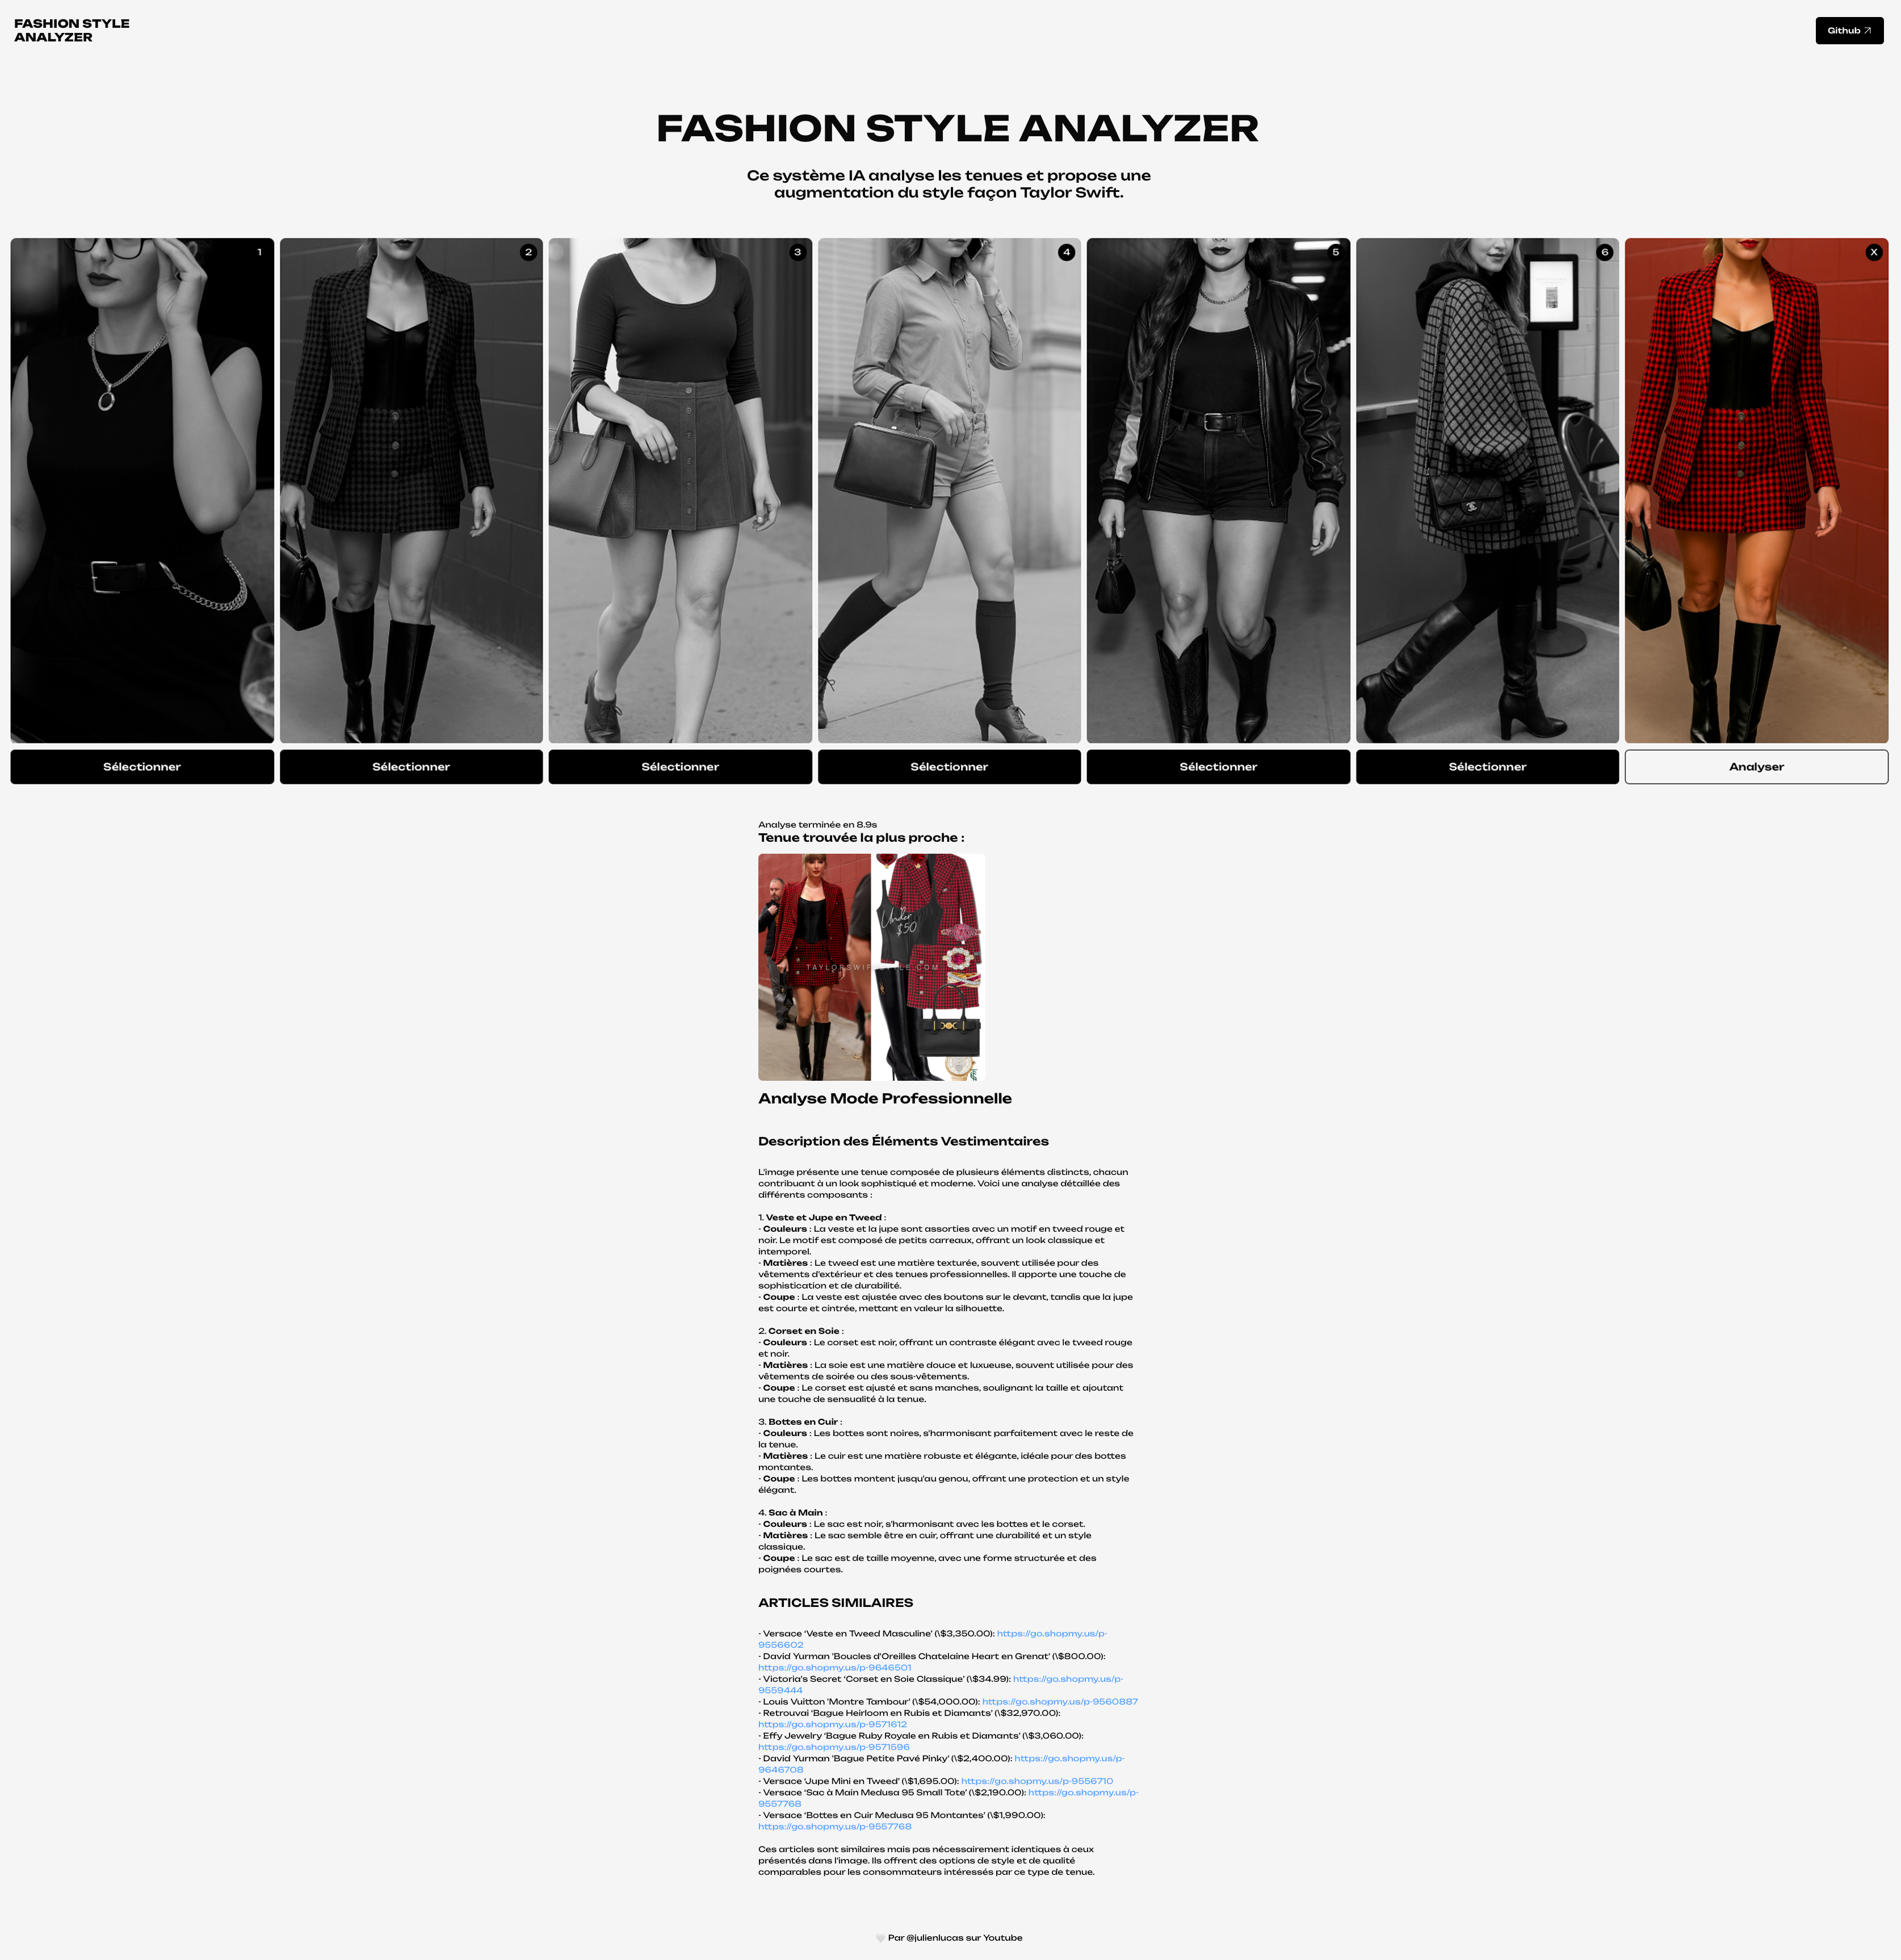 FASHION STYLE
ANALYZER
Github
FASHION STYLE ANALYZER
Ce système IA analyse les tenues et propose une
augmentation du style façon Taylor Swift.
1
2
3
4
5
6
X
Sélectionner
Sélectionner
Sélectionner
Sélectionner
Sélectionner
Sélectionner
Analyser
Analyse terminée en 8.9s
Tenue trouvée la plus proche :
Under
$50
Analyse Mode Professionnelle
Description des Éléments Vestimentaires
L'image présente une tenue composée de plusieurs éléments distincts, chacun
contribuant à un look sophistiqué et moderne. Voici une analyse détaillée des
différents composants :
1. Veste et Jupe en Tweed :
- Couleurs : La veste et la jupe sont assorties avec un motif en tweed rouge et
noir. Le motif est composé de petits carreaux, offrant un look classique et
intemporel.
- Matières : Le tweed est une matière texturée, souvent utilisée pour des
vêtements d'extérieur et des tenues professionnelles. Il apporte une touche de
sophistication et de durabilité.
- Coupe : La veste est ajustée avec des boutons sur le devant, tandis que la jupe
est courte et cintrée, mettant en valeur la silhouette.
2. Corset en Soie :
- Couleurs : Le corset est noir, offrant un contraste élégant avec le tweed rouge
et noir.
- Matières : La soie est une matière douce et luxueuse, souvent utilisée pour des
vêtements de soirée ou des sous-vêtements.
- Coupe : Le corset est ajusté et sans manches, soulignant la taille et ajoutant
une touche de sensualité à la tenue.
3. Bottes en Cuir :
- Couleurs : Les bottes sont noires, s'harmonisant parfaitement avec le reste de
la tenue.
- Matières : Le cuir est une matière robuste et élégante, idéale pour des bottes
montantes.
- Coupe : Les bottes montent jusqu'au genou, offrant une protection et un style
élégant.
4. Sac à Main :
- Couleurs : Le sac est noir, s'harmonisant avec les bottes et le corset.
- Matières : Le sac semble être en cuir, offrant une durabilité et un style
classique.
- Coupe : Le sac est de taille moyenne, avec une forme structurée et des
poignées courtes.
ARTICLES SIMILAIRES
- Versace 'Veste en Tweed Masculine' (\$3,350.00): https://go.shopmy.us/p-
9556602
- David Yurman 'Boucles d'Oreilles Chatelaine Heart en Grenat' (\$800.00):
https://go.shopmy.us/p-9646501
- Victoria's Secret 'Corset en Soie Classique' (\$34.99): https://go.shopmy.us/p-
9559444
- Louis Vuitton 'Montre Tambour' (\$54,000.00): https://go.shopmy.us/p-9560887
- Retrouvai 'Bague Heirloom en Rubis et Diamants' (\$32,970.00):
https://go.shopmy.us/p-9571612
- Effy Jewelry 'Bague Ruby Royale en Rubis et Diamants' (\$3,060.00):
https://go.shopmy.us/p-9571596
- David Yurman 'Bague Petite Pavé Pinky' (\$2,400.00): https://go.shopmy.us/p-
9646708
- Versace 'Jupe Mini en Tweed' (\$1,695.00): https://go.shopmy.us/p-9556710
- Versace 'Sac à Main Medusa 95 Small Tote' (\$2,190.00): https://go.shopmy.us/p-
9557768
- Versace 'Bottes en Cuir Medusa 95 Montantes' (\$1,990.00):
https://go.shopmy.us/p-9557768
Ces articles sont similaires mais pas nécessairement identiques à ceux
présentés dans l'image. Ils offrent des options de style et de qualité
comparables pour les consommateurs intéressés par ce type de tenue.
🤍 Par @julienlucas sur Youtube